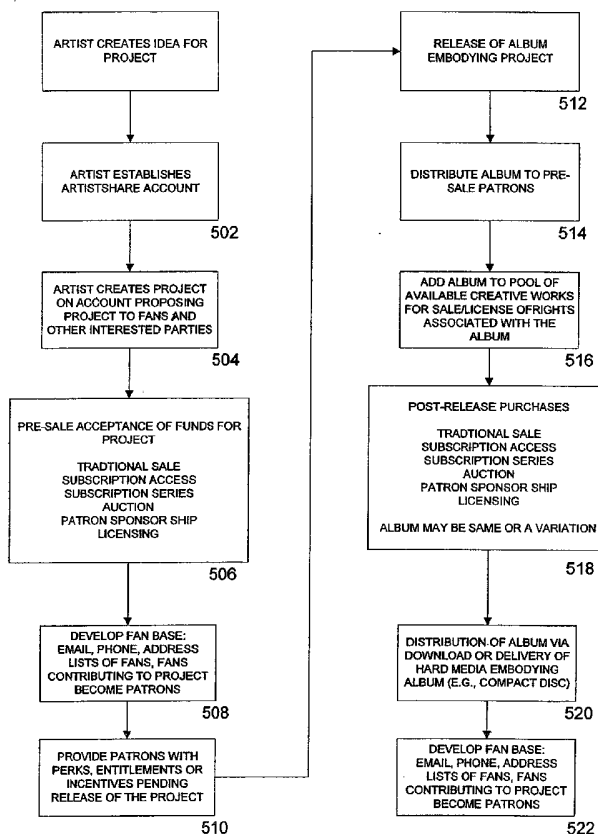 ARTIST CREATES IDEA FOR
PROJECT
ARTIST ESTABLISHES
ARTISTSHARE ACCOUNT
502
ARTIST CREATES PROJECT
ON ACCOUNT PROPOSING
PROJECT TO FANS AND
OTHER INTERESTED PARTIES
504
PRE-SALE ACCEPTANCE OF FUNDS FOR
PROJECT
TRADTIONAL SALE
SUBSCRIPTION ACCESS
SUBSCRIPTION SERIES
AUCTION
PATRON SPONSOR SHIP
LICENSING
506
DEVELOP FAN BASE:
EMAIL, PHONE, ADDRESS
LISTS OF FANS, FANS
CONTRIBUTING TO PROJECT
BECOME PATRONS
508
PROVIDE PATRONS WITH
PERKS, ENTITLEMENTS OR
INCENTIVES PENDING
RELEASE OF THE PROJECT
510
RELEASE OF ALBUM
EMBODYING PROJECT
512
DISTRIBUTE ALBUM TO PRE-
SALE PATRONS
514
ADD ALBUM TO POOL OF
AVAILABLE CREATIVE WORKS
FOR SALE/LICENSE OFRIGHTS
ASSOCIATED WITH THE
ALBUM
516
POST-RELEASE PURCHASES
TRADTIONAL SALE
SUBSCRIPTION ACCESS
SUBSCRIPTION SERIES
AUCTION
PATRON SPONSOR SHIP
LICENSING
ALBUM MAY BE SAME OR A VARIATION
518
DISTRIBUTION OF ALBUM VIA
DOWNLOAD OR DELIVERY OF
HARD MEDIA EMBODYING
ALBUM (E.G., COMPACT DISC)
520
DEVELOP FAN BASE:
EMAIL, PHONE, ADDRESS
LISTS OF FANS, FANS
CONTRIBUTING TO PROJECT
BECOME PATRONS
522